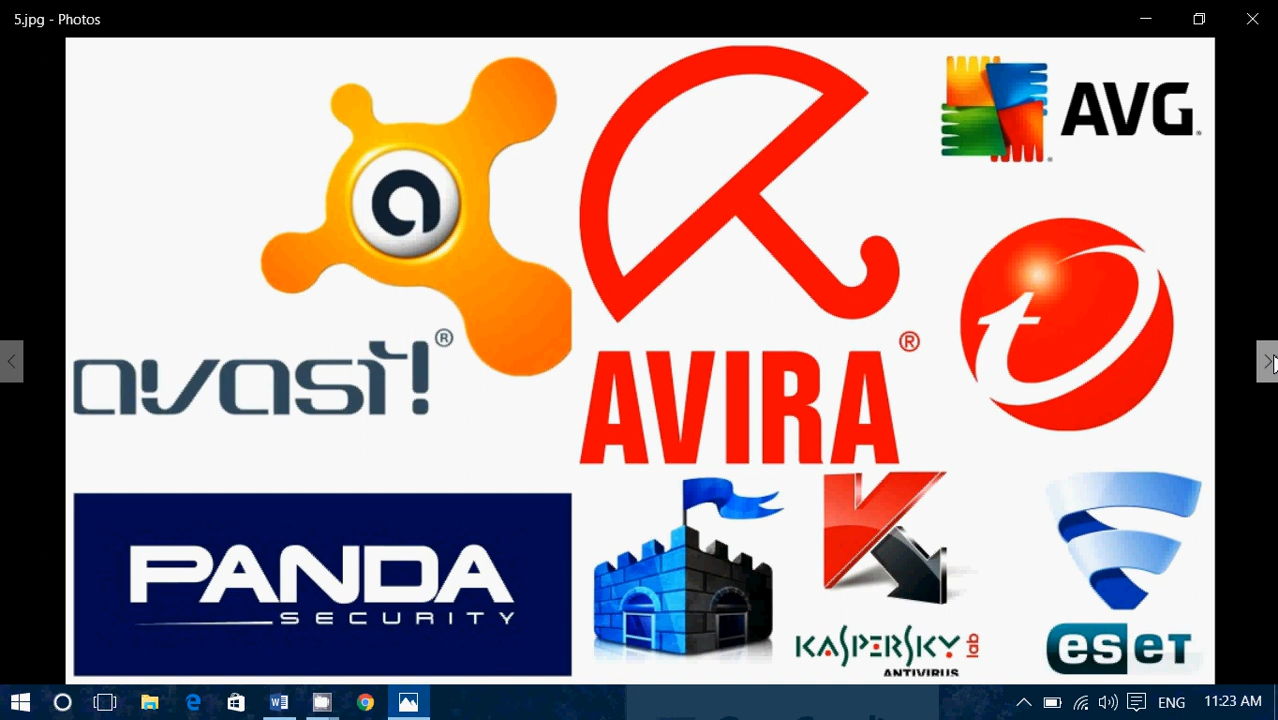 5.jpg - Photos
a
avast! ®
AVIRA ®
AVG ®
t
PANDA
SECURITY
K
KASPERSKY lab
ANTIVIRUS
eseT
ENG
11:23 AM